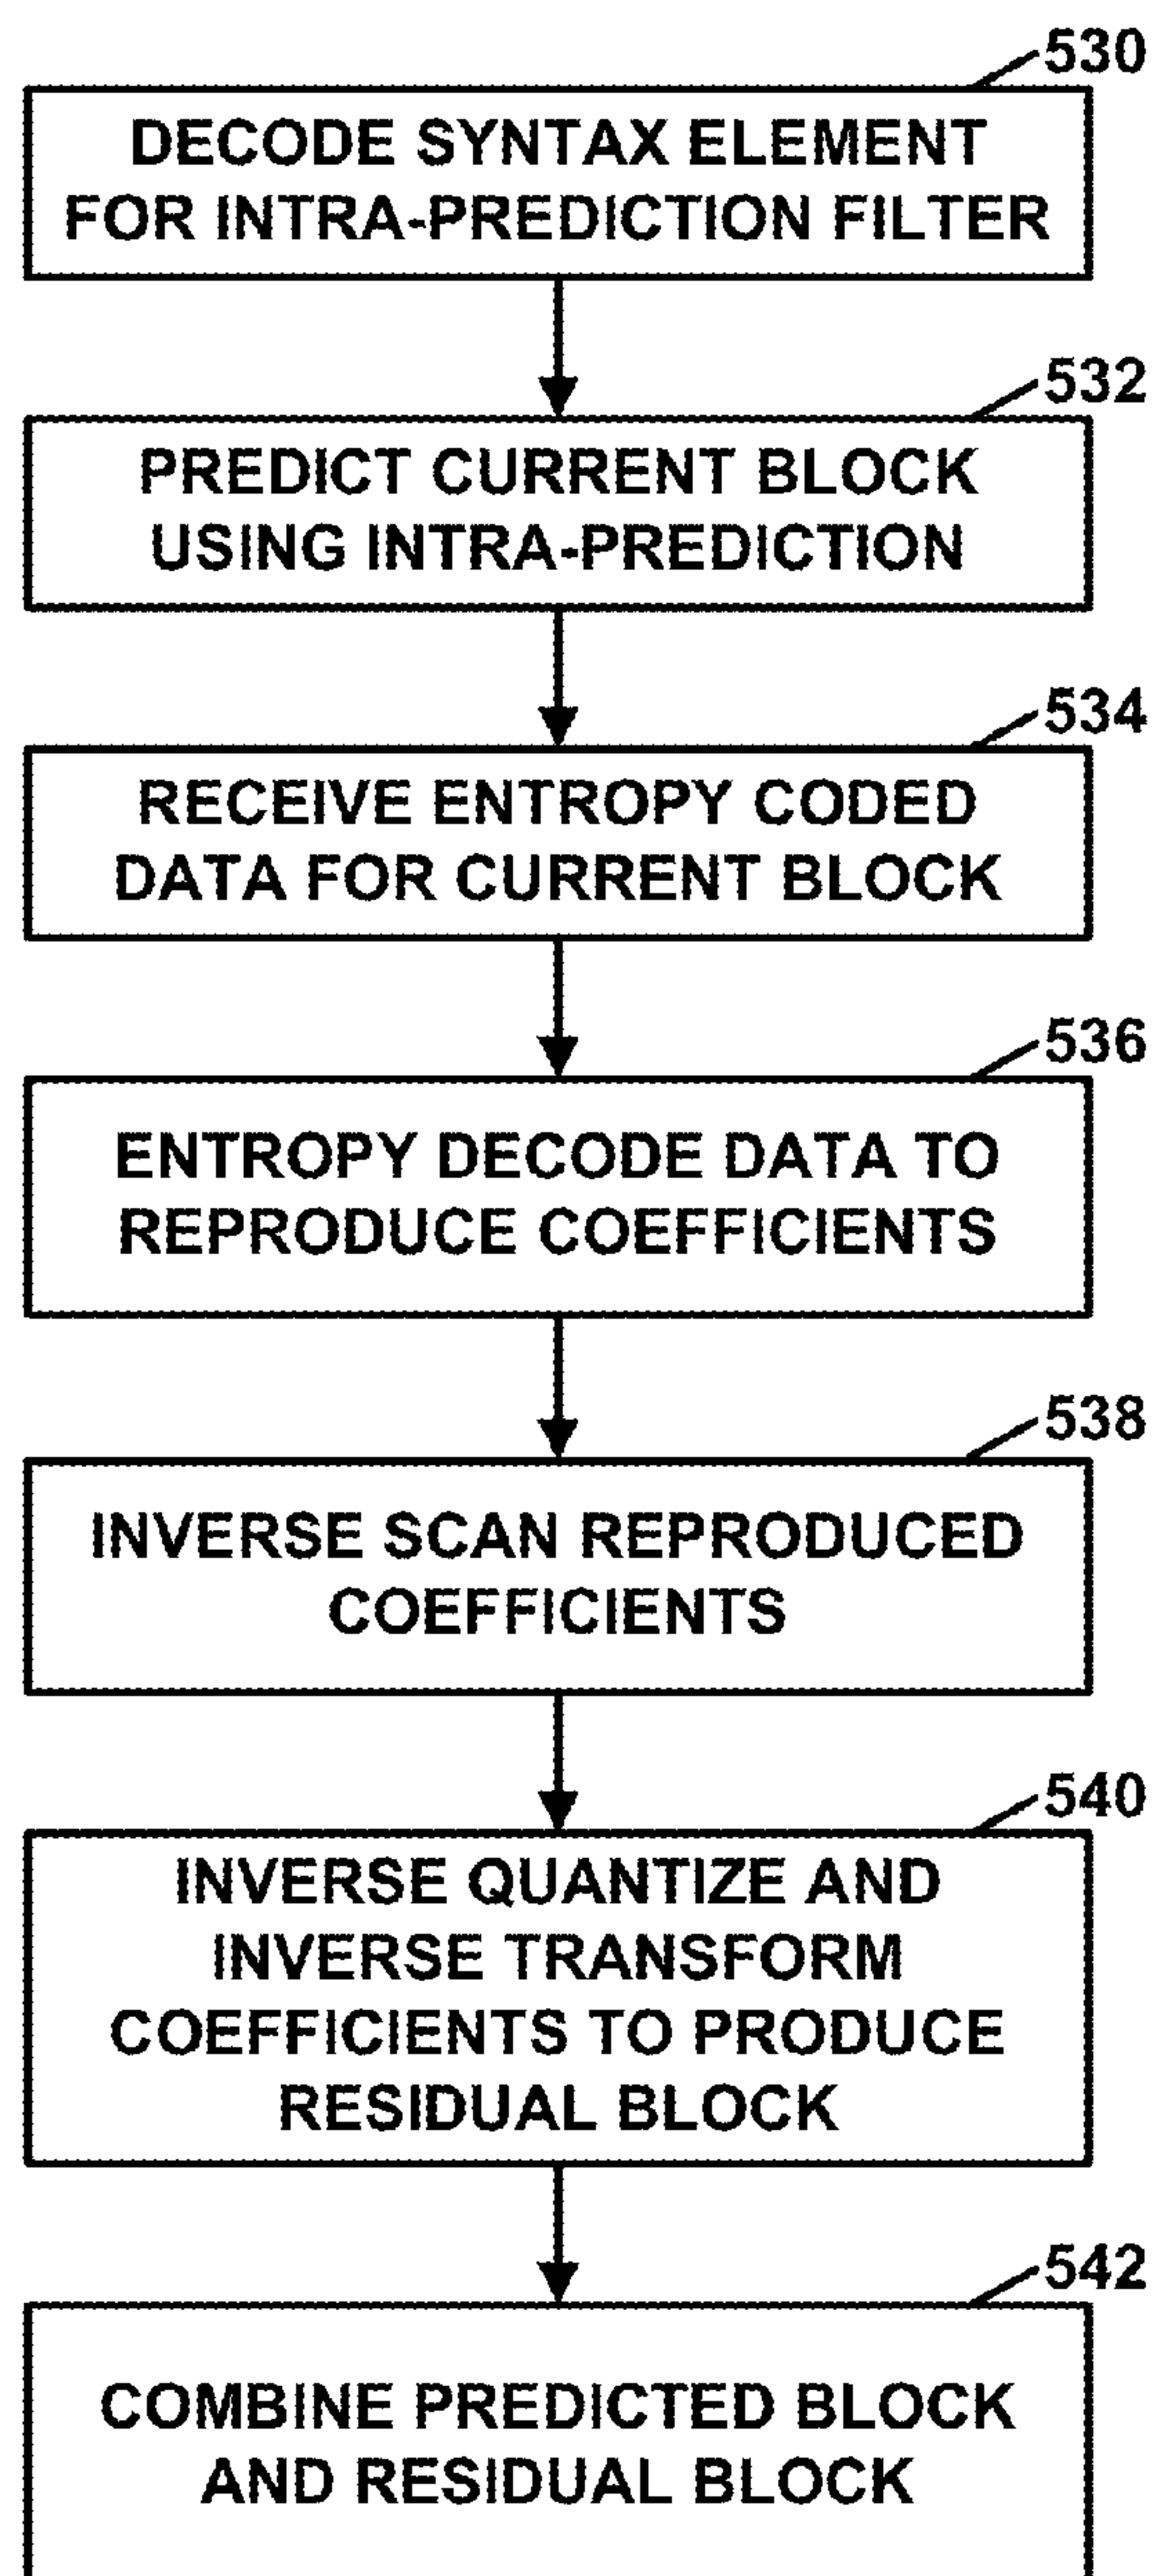 530
DECODE SYNTAX ELEMENT
FOR INTRA-PREDICTION FILTER
532
PREDICT CURRENT BLOCK
USING INTRA-PREDICTION
534
RECEIVE ENTROPY CODED
DATA FOR CURRENT BLOCK
536
ENTROPY DECODE DATA TO
REPRODUCE COEFFICIENTS
538
INVERSE SCAN REPRODUCED
COEFFICIENTS
540
INVERSE QUANTIZE AND
INVERSE TRANSFORM
COEFFICIENTS TO PRODUCE
RESIDUAL BLOCK
542
COMBINE PREDICTED BLOCK
AND RESIDUAL BLOCK